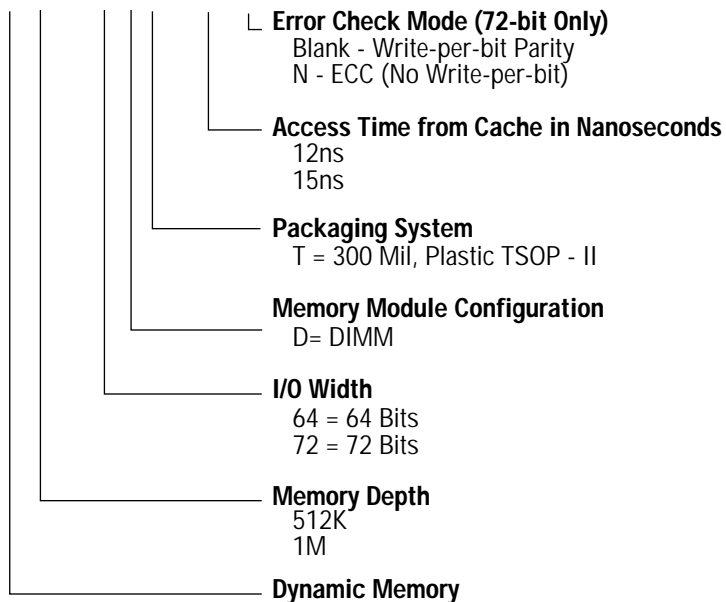 Error Check Mode (72-bit Only)
Blank - Write-per-bit Parity
N - ECC (No Write-per-bit)
Access Time from Cache in Nanoseconds
12ns
15ns
Packaging System
T = 300 Mil, Plastic TSOP - II
Memory Module Configuration
D= DIMM
I/O Width
64 = 64 Bits
72 = 72 Bits
Memory Depth
512K
1M
Dynamic Memory